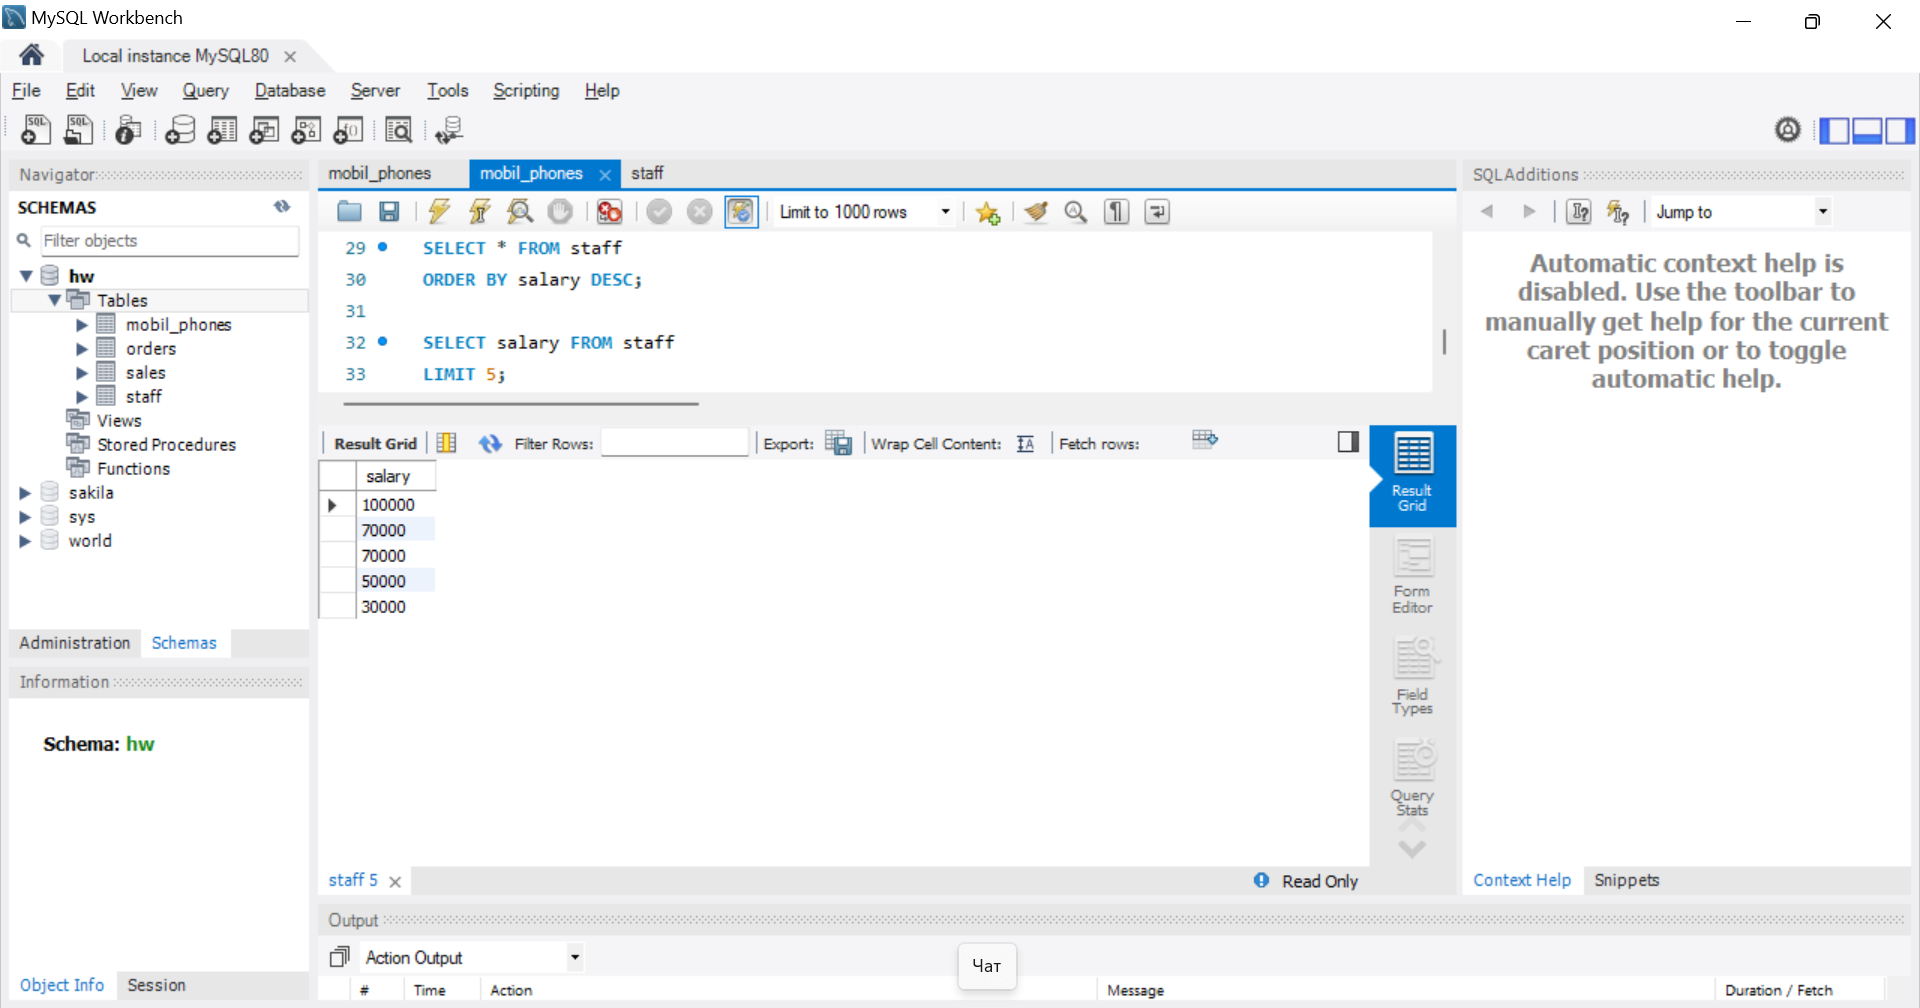 MySQL Workbench
Local instance MySQL80
File Edit View Query Database Server Tools Scripting Help
Navigator
SCHEMAS
Filter objects
hw
Tables
mobil_phones
orders
sales
staff
Views
Stored Procedures
Functions
sakila
sys
world
Administration Schemas
Information
Schema: hw
Object Info Session
mobil_phones mobil_phones staff
Limit to 1000 rows
29 SELECT * FROM staff
30 ORDER BY salary DESC;
31
32 SELECT salary FROM staff
33 LIMIT 5;
Result Grid Filter Rows: Export: Wrap Cell Content: Fetch rows:
salary
100000
70000
70000
50000
30000
Result
Grid
Form
Editor
Field
Types
Query
Stats
staff 5 Read Only
SQLAdditions
Jump to
Automatic context help is
disabled. Use the toolbar to
manually get help for the current
caret position or to toggle
automatic help.
Context Help Snippets
Output
Action Output
Чат
# Time Action Message Duration / Fetch